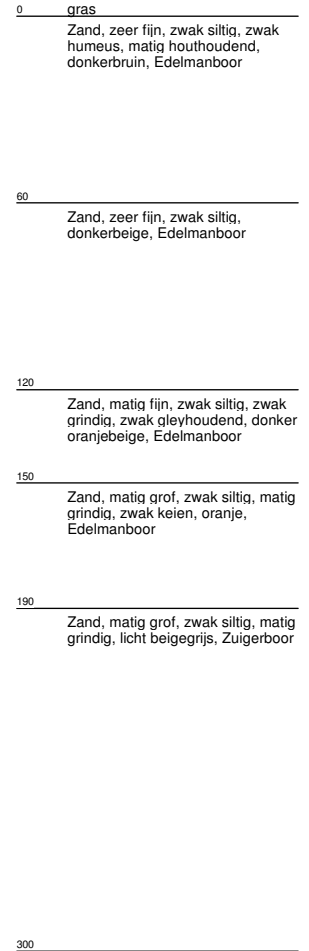 0 gras
Zand, zeer fijn, zwak siltig, zwak
humeus, matig houthoudend,
donkerbruin, Edelmanboor
60
Zand, zeer fijn, zwak siltig,
donkerbeige, Edelmanboor
120
Zand, matig fijn, zwak siltig, zwak
grindig, zwak gleyhoudend, donker
oranjebeige, Edelmanboor
150
Zand, matig grof, zwak siltig, matig
grindig, zwak keien, oranje,
Edelmanboor
190
Zand, matig grof, zwak siltig, matig
grindig, licht beigegrijs, Zuigerboor
300